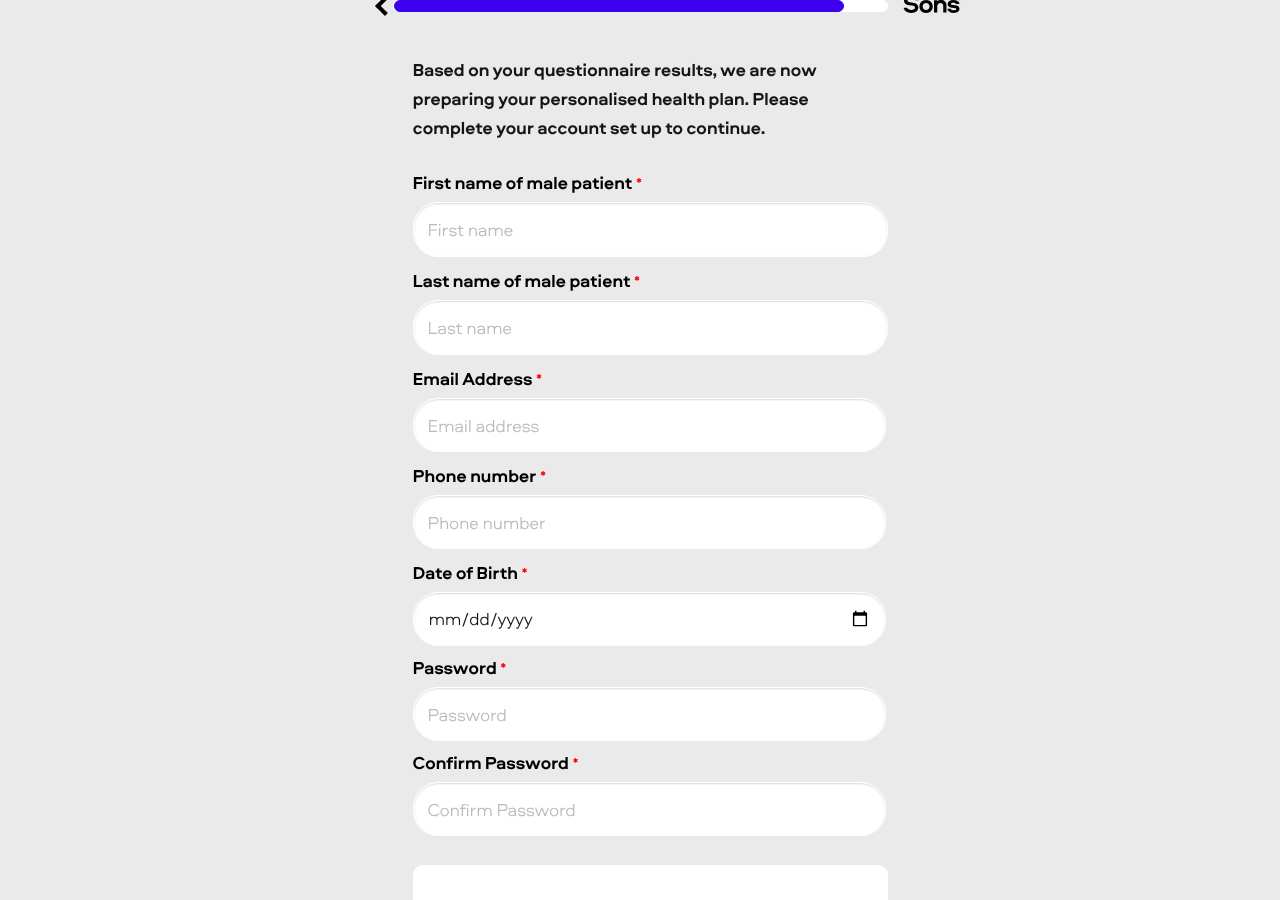 Sons
Based on your questionnaire results, we are now
preparing your personalised health plan. Please
complete your account set up to continue.
First name of male patient *
First name
Last name of male patient *
Last name
Email Address *
Email address
Phone number *
Phone number
Date of Birth *
mm/dd/yyyy
Password *
Password
Confirm Password *
Confirm Password